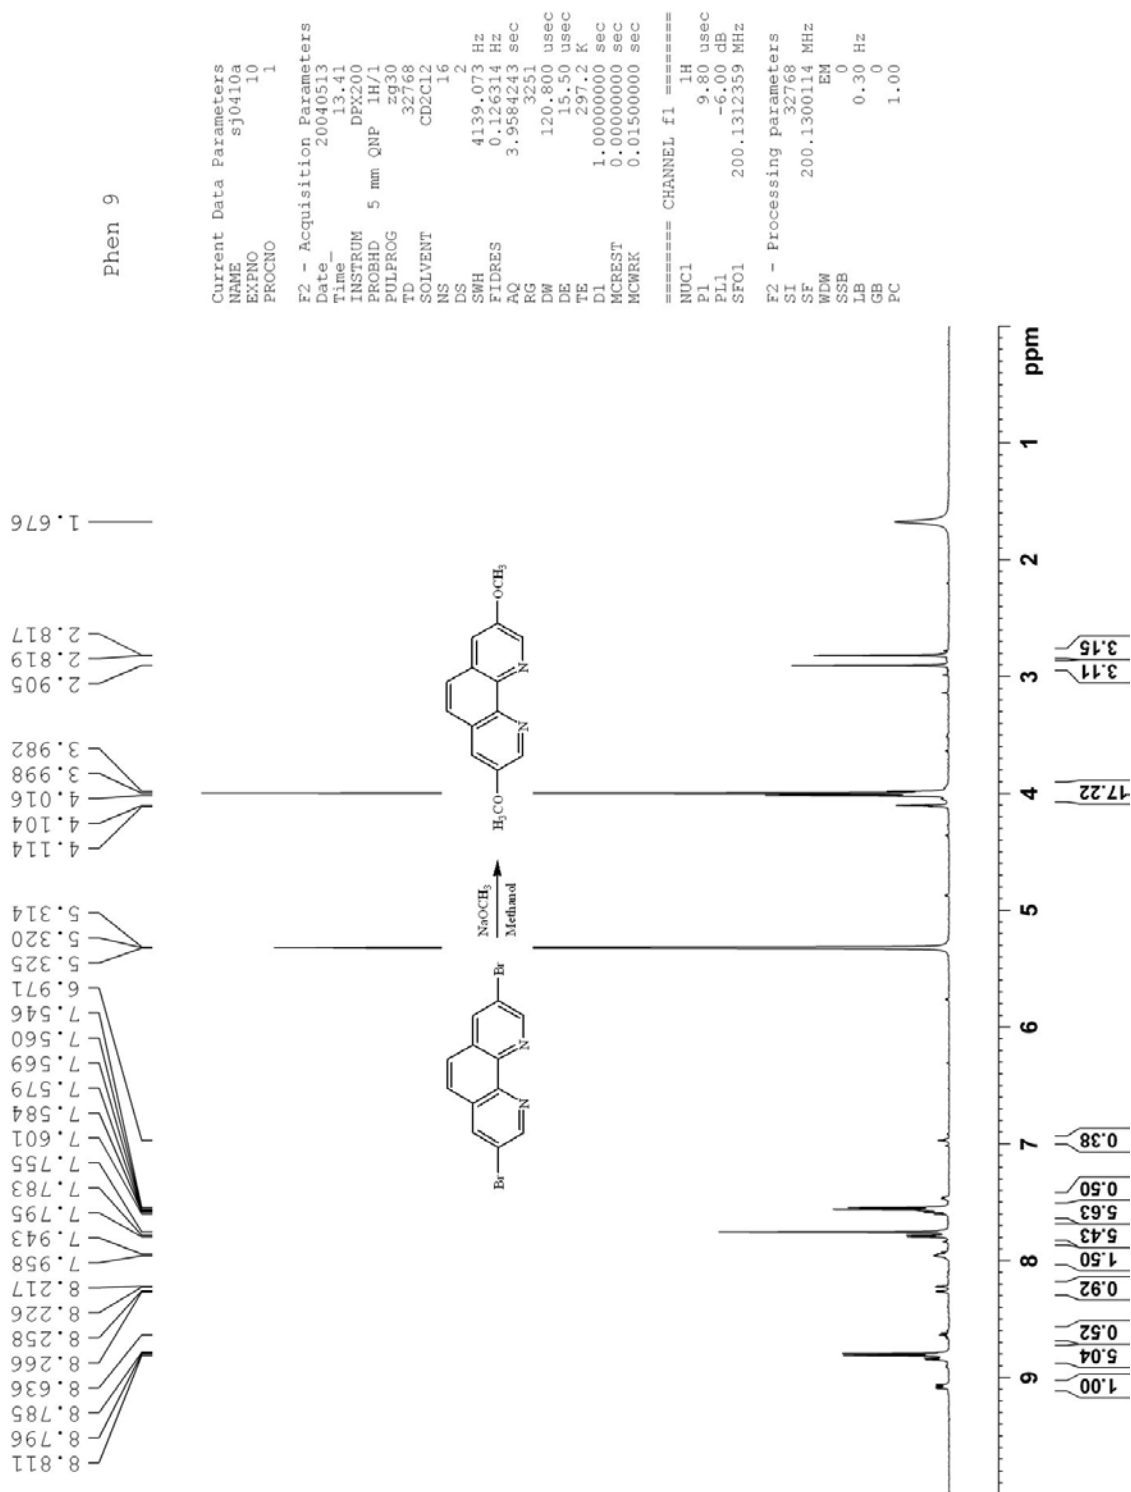 Phen 9
Current Data Parameters
NAME sj0410a
EXPNO 10
PROCNO 1
F2 - Acquisition Parameters
Date_ 20040513
Time 13.41
INSTRUM DPX200
PROBHD 5 mm QNP 1H/1
PULPROG zg30
TD 32768
SOLVENT CD2Cl2
NS 16
DS 2
SWH 4139.073 Hz
FIDRES 0.126314 Hz
AQ 3.9584243 sec
RG 3251
DW 120.800 usec
DE 15.50 usec
TE 297.2 K
D1 1.00000000 sec
MCREST 0.00000000 sec
MCWRK 0.01500000 sec
======== CHANNEL f1 ========
NUC1 1H
P1 9.80 usec
PL1 -6.00 dB
SFO1 200.1312359 MHz
F2 - Processing parameters
SI 32768
SF 200.1300114 MHz
WDW EM
SSB 0
LB 0.30 Hz
GB 0
PC 1.00
8.811
8.796
8.785
8.636
8.266
8.258
8.226
8.217
7.958
7.943
7.795
7.783
7.755
7.601
7.584
7.579
7.569
7.560
7.546
6.971
5.325
5.320
5.314
4.114
4.104
4.016
3.998
3.982
2.905
2.819
2.817
1.676
Br
N
N
Br
NaOCH3
Methanol
H3CO
N
N
OCH3
9
8
7
6
5
4
3
2
1
ppm
1.00
5.04
0.52
0.92
1.50
5.43
5.63
0.50
0.38
17.22
3.11
3.15